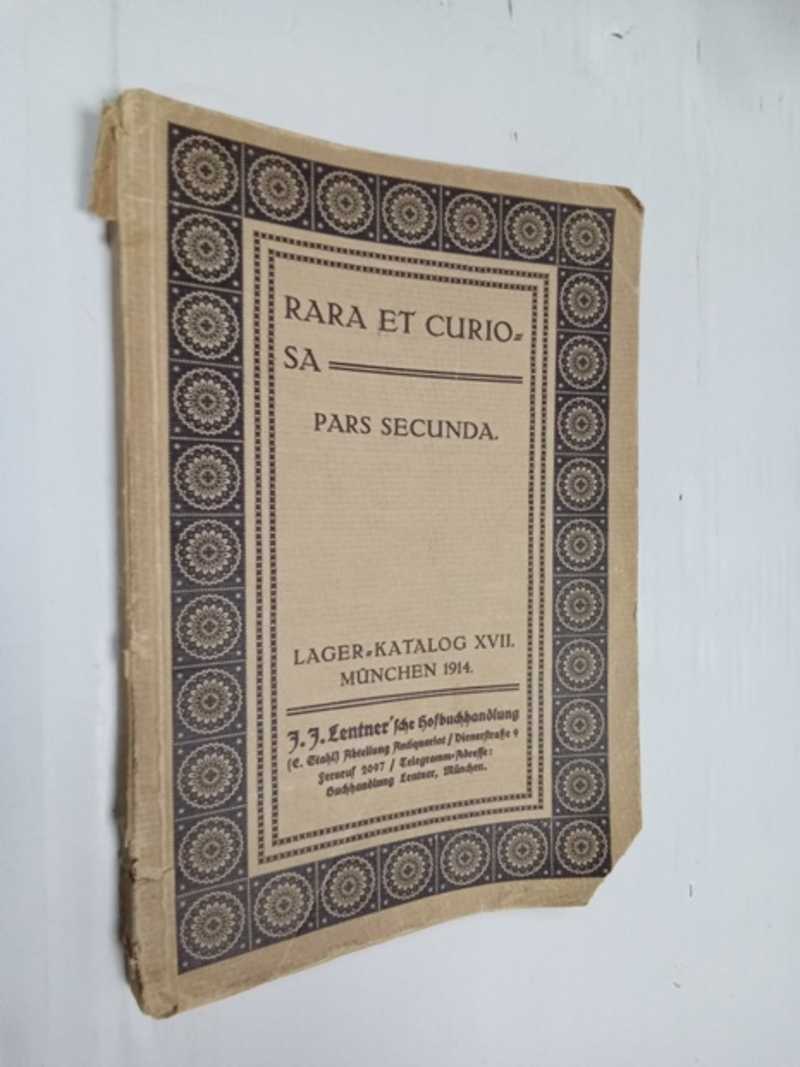 RARA ET CURIO=
SA
PARS SECUNDA.
LAGER=KATALOG XVII.
MÜNCHEN 1914.
J. J. Lentner'sche Hofbuchhandlung
(E. Stahl) Abteilung Antiquariat / Dienerstraße 9
Fernruf 2097 / Telegramm=Adresse:
Buchhandlung Lentner, München.